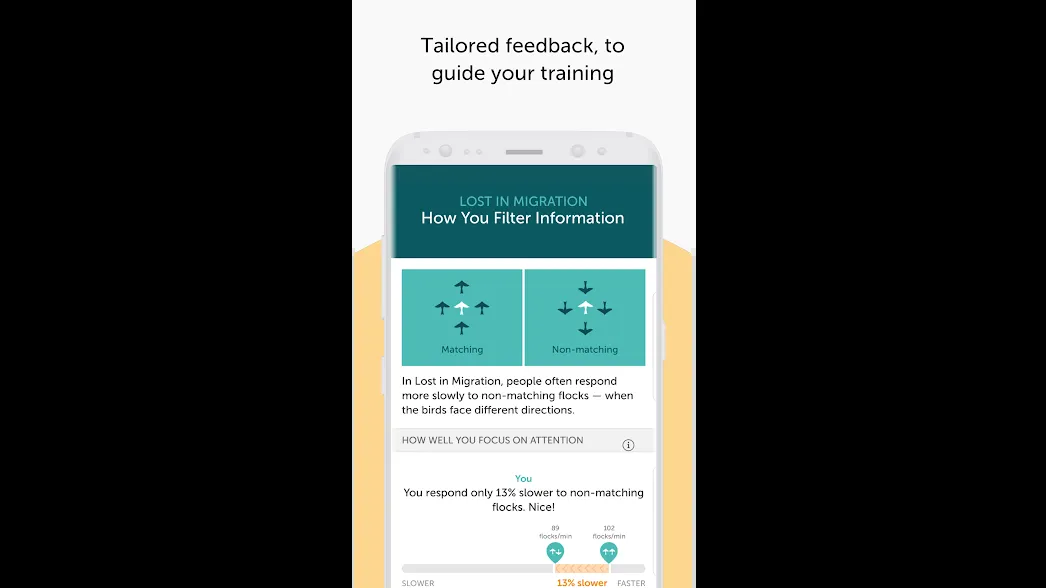 Tailored feedback, to
guide your training
LOST IN MIGRATION
How You Filter Information
Matching
Non-matching
In Lost in Migration, people often respond
more slowly to non-matching flocks — when
the birds face different directions.
HOW WELL YOU FOCUS ON ATTENTION
You
You respond only 13% slower to non-matching
flocks. Nice!
89
flocks/min
102
flocks/min
SLOWER
13% slower
FASTER